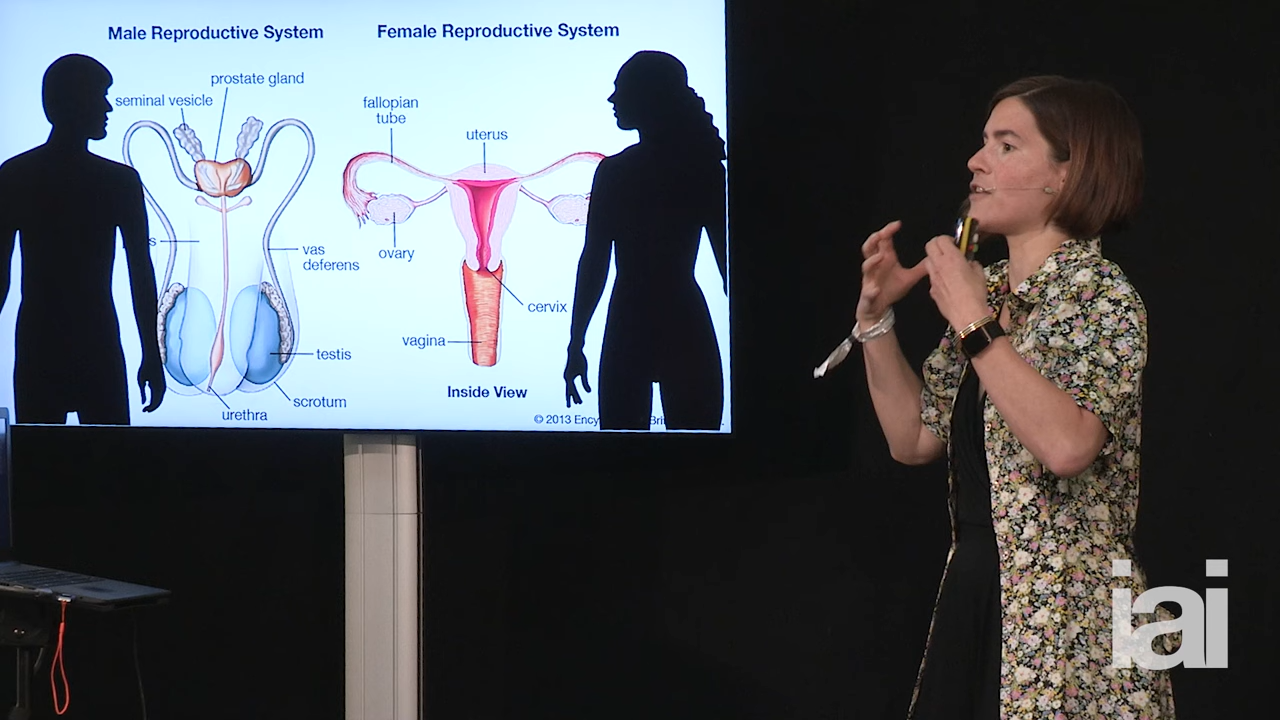 Male Reproductive System
Female Reproductive System
prostate gland
seminal vesicle
fallopian
tube
uterus
s
vas
deferens
ovary
cervix
vagina
testis
Inside View
scrotum
urethra
© 2013 Ency
Bri
iai